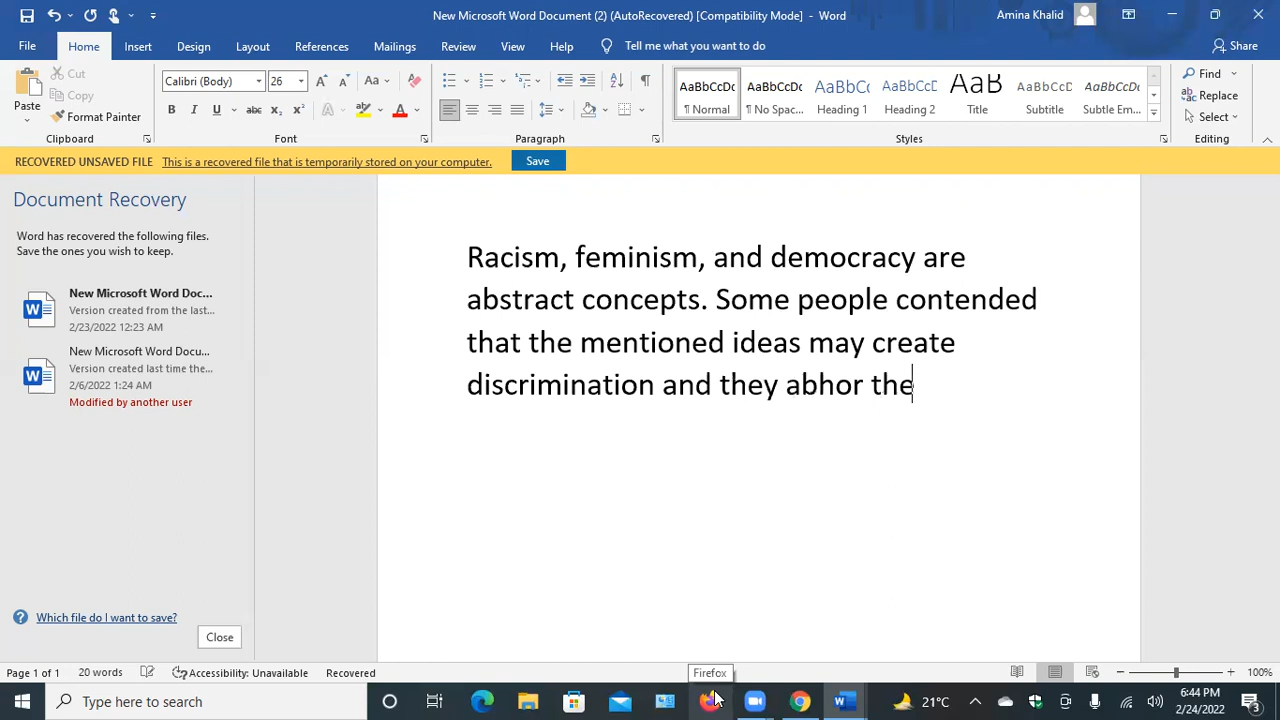 New Microsoft Word Document (2) (AutoRecovered) [Compatibility Mode] - Word
Amina Khalid
File Home Insert Design Layout References Mailings Review View Help Tell me what you want to do Share
Cut
Copy
Format Painter
Paste
Clipboard
Calibri (Body) 26
Font
Paragraph
AaBbCcDc AaBbCcDc AaBbC AaBbCcC AaB AaBbCcD AaBbCcDc
¶ Normal ¶ No Spac... Heading 1 Heading 2 Title Subtitle Subtle Em...
Styles
Find
Replace
Select
Editing
RECOVERED UNSAVED FILE This is a recovered file that is temporarily stored on your computer. Save
Document Recovery
Word has recovered the following files.
Save the ones you wish to keep.
New Microsoft Word Doc...
Version created from the last...
2/23/2022 12:23 AM
New Microsoft Word Docu...
Version created last time the...
2/6/2022 1:24 AM
Modified by another user
Which file do I want to save?
Close
Racism, feminism, and democracy are
abstract concepts. Some people contended
that the mentioned ideas may create
discrimination and they abhor the
Page 1 of 1 20 words Accessibility: Unavailable Recovered
100%
Firefox
Type here to search
21°C
6:44 PM
2/24/2022
3